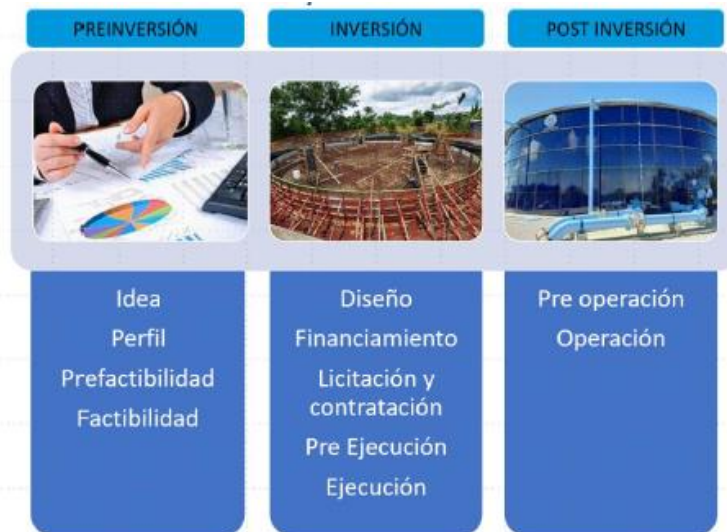 PREINVERSIÓN
INVERSIÓN
POST INVERSIÓN
Idea
Perfil
Prefactibilidad
Factibilidad
Diseño
Financiamiento
Licitación y
contratación
Pre Ejecución
Ejecución
Pre operación
Operación